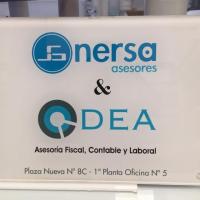 nersa
asesores
&
DEA
Asesoría Fiscal, Contable y Laboral
Plaza Nueva Nº 8C - 1ª Planta Oficina Nº 5